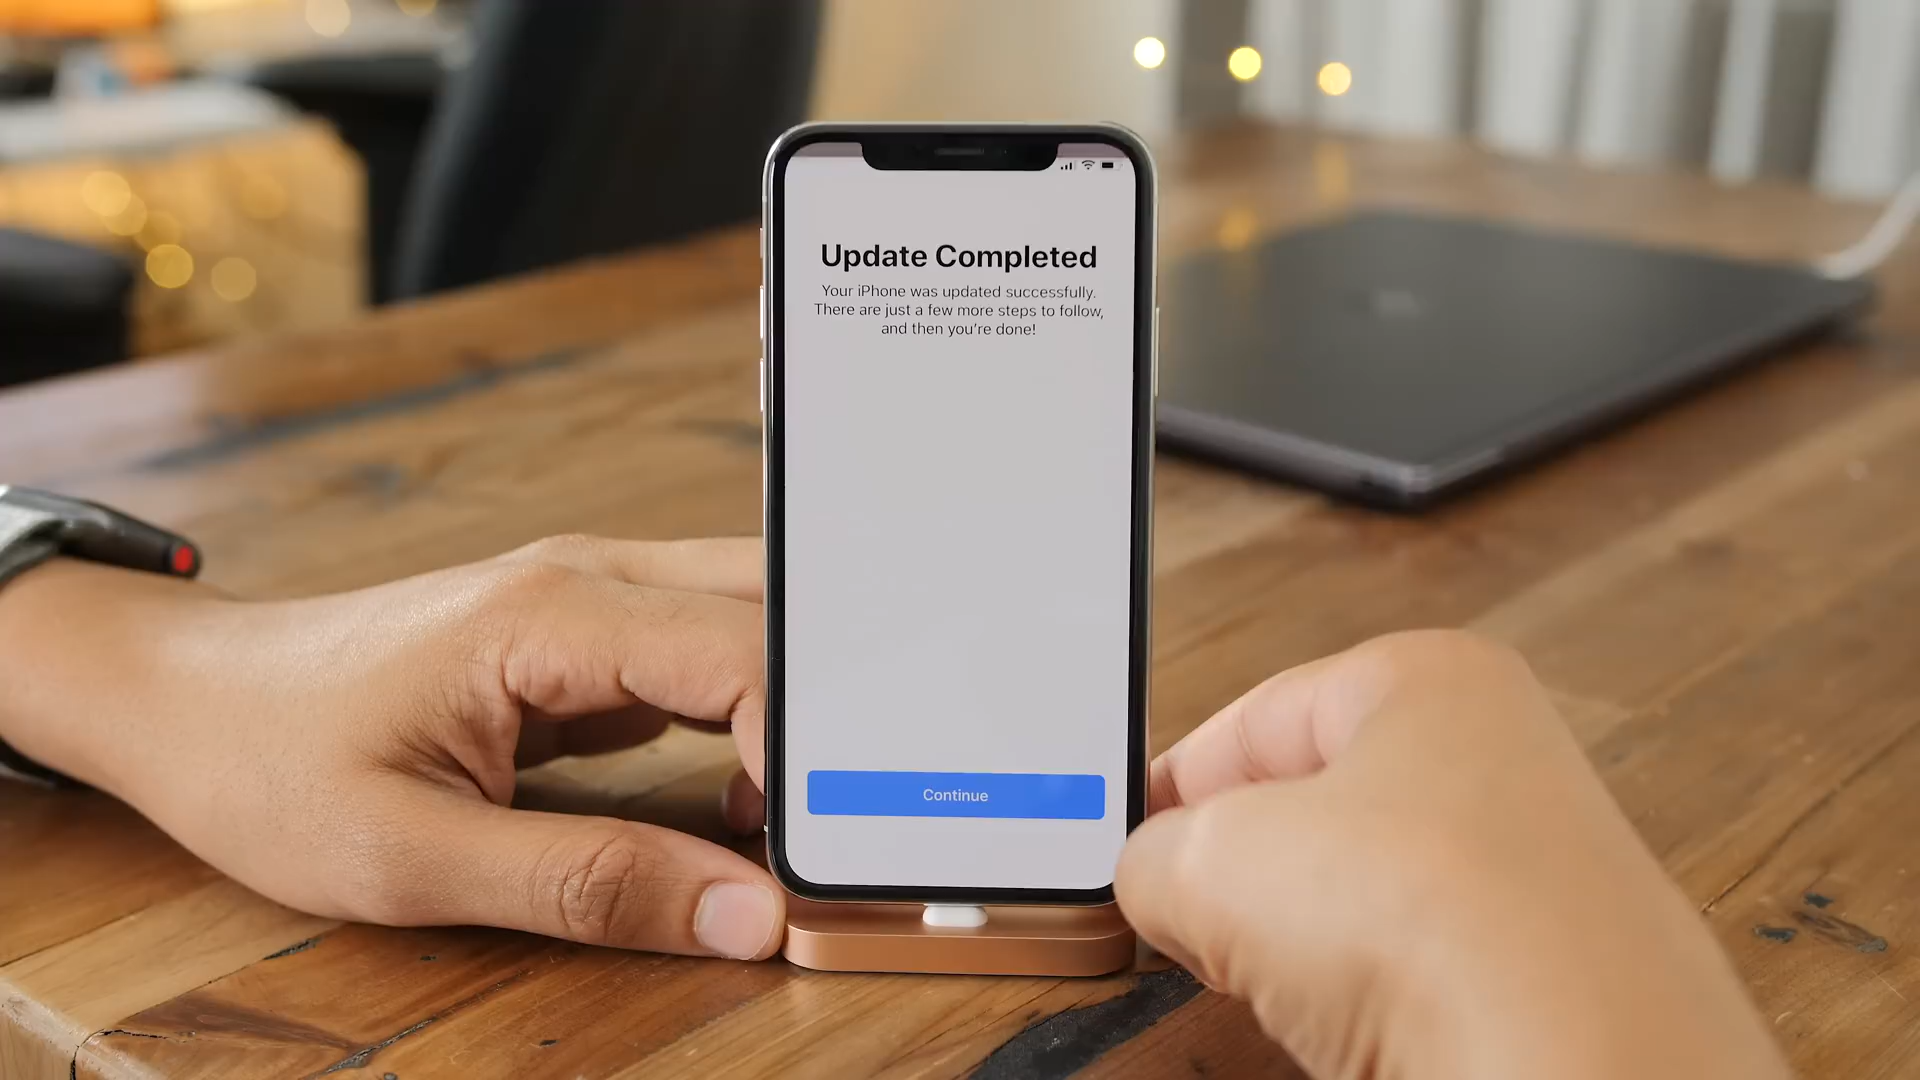 Update Completed
Your iPhone was updated successfully.
There are just a few more steps to follow,
and then you’re done!
Continue